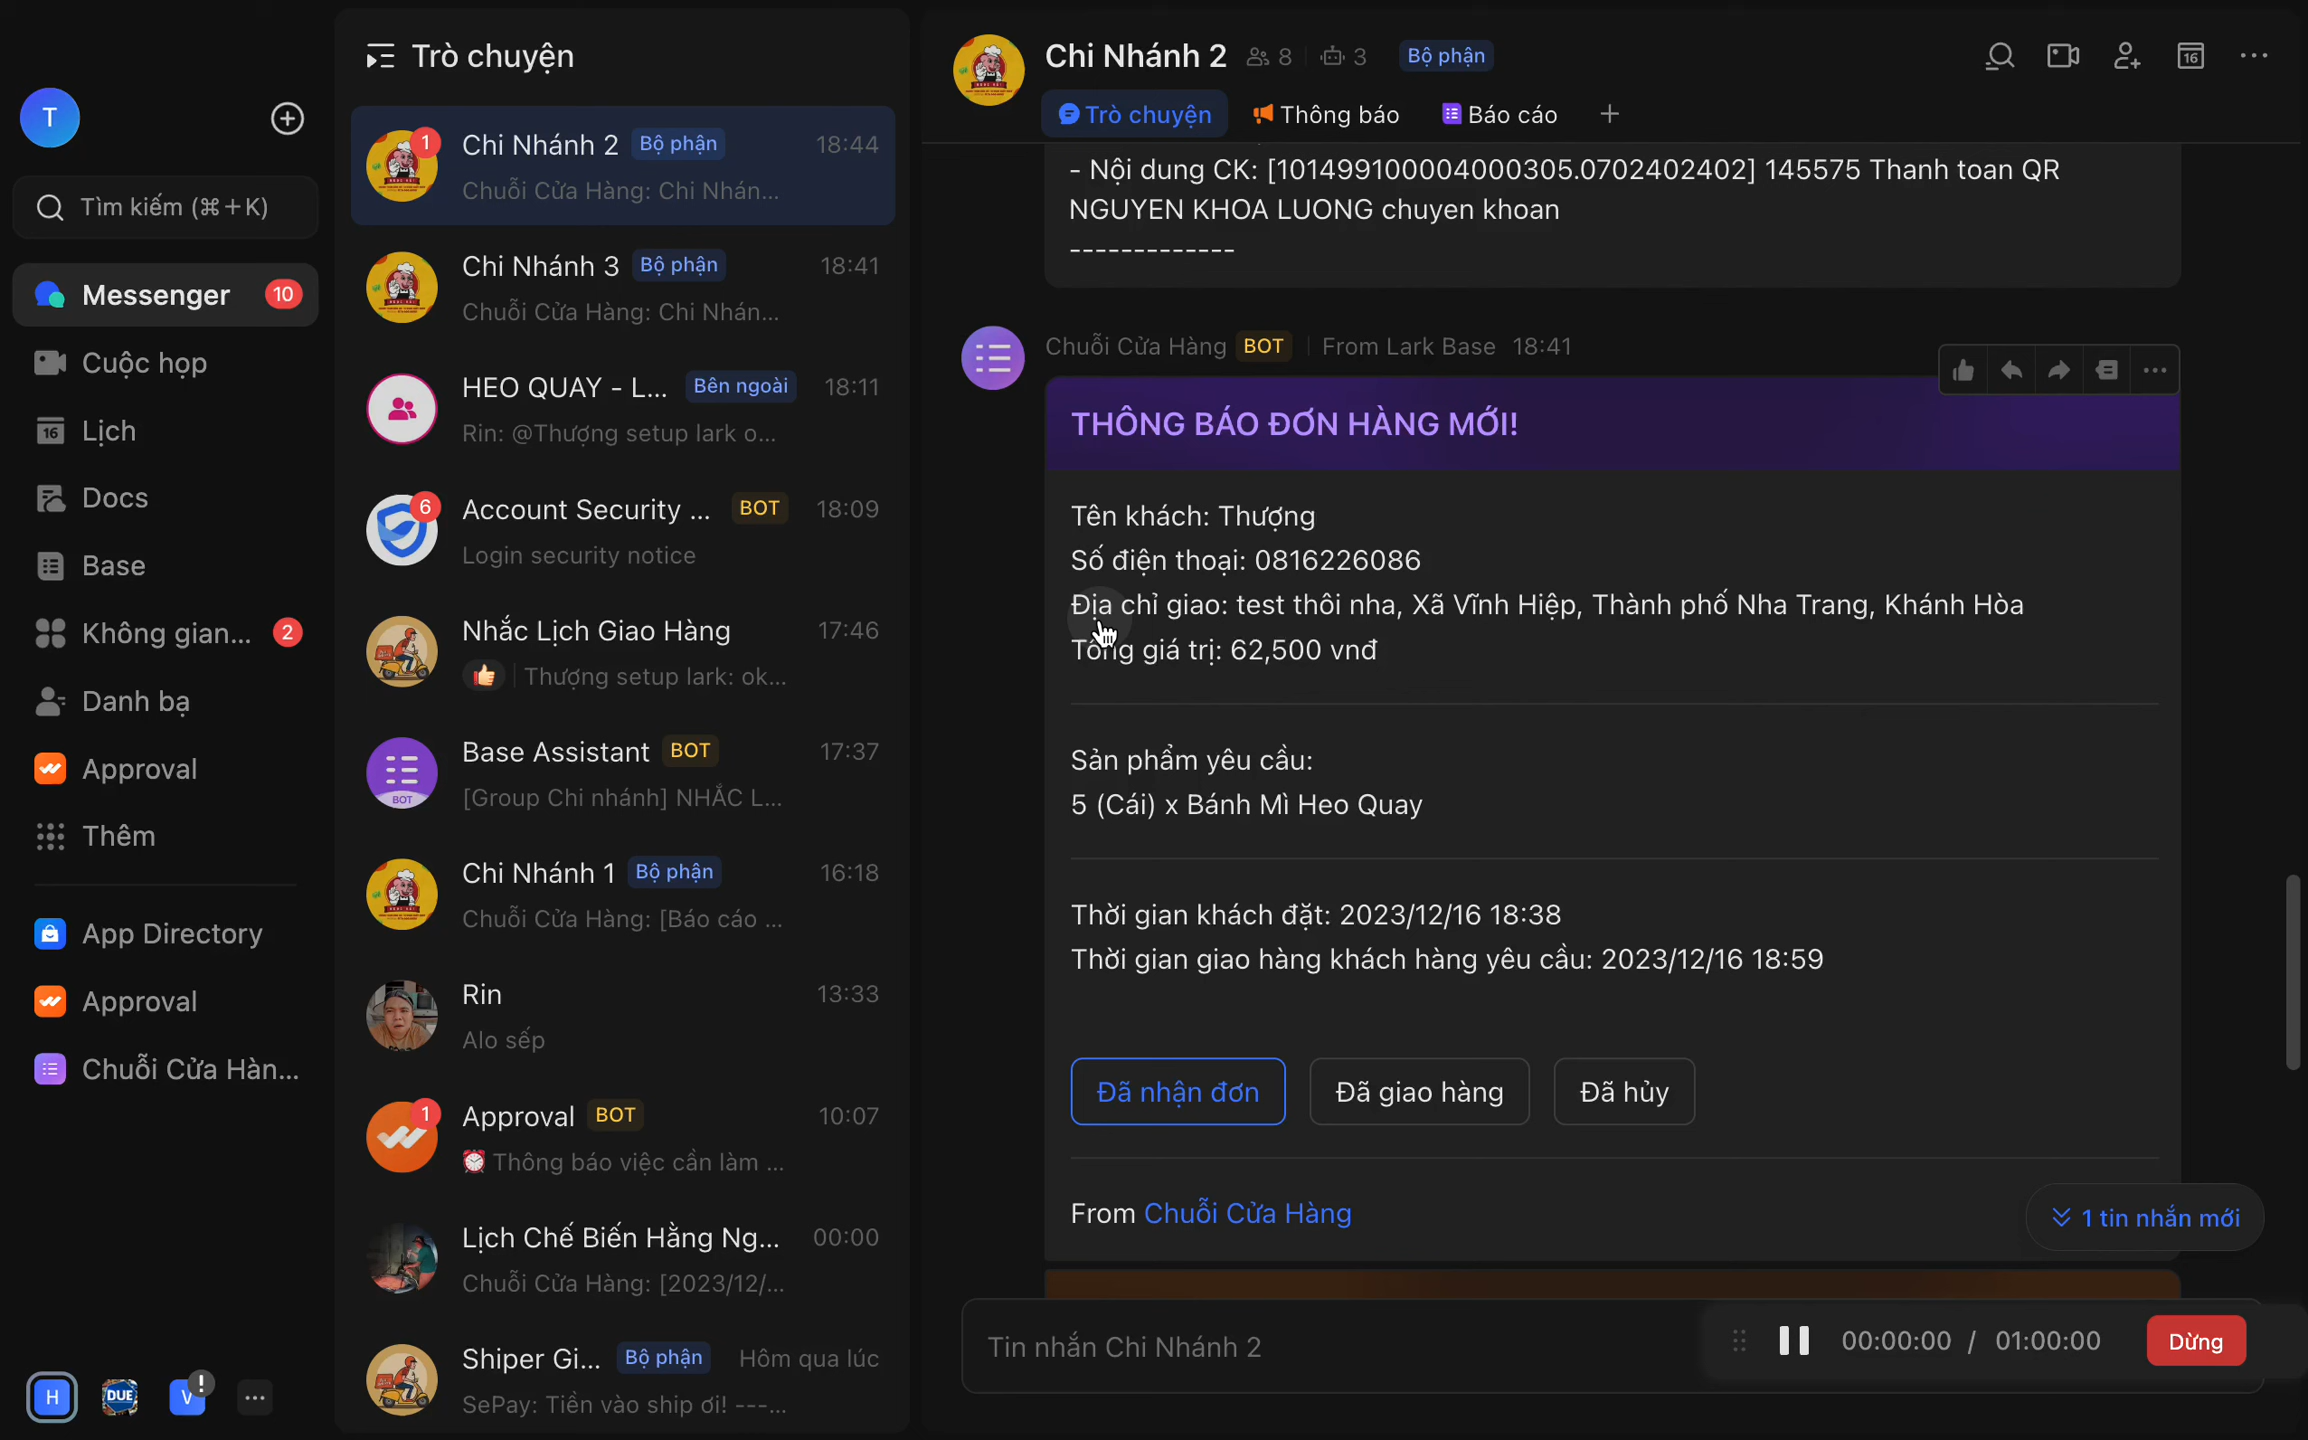 T
Tìm kiếm (⌘+K)
Messenger 10
Cuộc họp
16 Lịch
Docs
Base
Không gian... 2
Danh bạ
Approval
Thêm
App Directory
Approval
Chuỗi Cửa Hàn...
H DUE V ! ...
Trò chuyện
1 Chi Nhánh 2 Bộ phận 18:44
Chuỗi Cửa Hàng: Chi Nhán...
Chi Nhánh 3 Bộ phận 18:41
Chuỗi Cửa Hàng: Chi Nhán...
HEO QUAY - L... Bên ngoài 18:11
Rin: @Thượng setup lark o...
6 Account Security ... BOT 18:09
Login security notice
Nhắc Lịch Giao Hàng 17:46
Thượng setup lark: ok...
Base Assistant BOT 17:37
BOT [Group Chi nhánh] NHẮC L...
Chi Nhánh 1 Bộ phận 16:18
Chuỗi Cửa Hàng: [Báo cáo ...
Rin 13:33
Alo sếp
1 Approval BOT 10:07
Thông báo việc cần làm ...
Lịch Chế Biến Hằng Ng... 00:00
Chuỗi Cửa Hàng: [2023/12/...
Shiper Gi... Bộ phận Hôm qua lúc
SePay: Tiền vào ship ơi! ---...
Chi Nhánh 2 8 3 Bộ phận 16
Trò chuyện Thông báo Báo cáo +
- Nội dung CK: [101499100004000305.0702402402] 145575 Thanh toan QR
NGUYEN KHOA LUONG chuyen khoan
-------------
Chuỗi Cửa Hàng BOT From Lark Base 18:41
THÔNG BÁO ĐƠN HÀNG MỚI!
Tên khách: Thượng
Số điện thoại: 0816226086
Địa chỉ giao: test thôi nha, Xã Vĩnh Hiệp, Thành phố Nha Trang, Khánh Hòa
Tổng giá trị: 62,500 vnđ
Sản phẩm yêu cầu:
5 (Cái) x Bánh Mì Heo Quay
Thời gian khách đặt: 2023/12/16 18:38
Thời gian giao hàng khách hàng yêu cầu: 2023/12/16 18:59
Đã nhận đơn Đã giao hàng Đã hủy
From Chuỗi Cửa Hàng
1 tin nhắn mới
Tin nhắn Chi Nhánh 2
00:00:00 / 01:00:00 Dừng